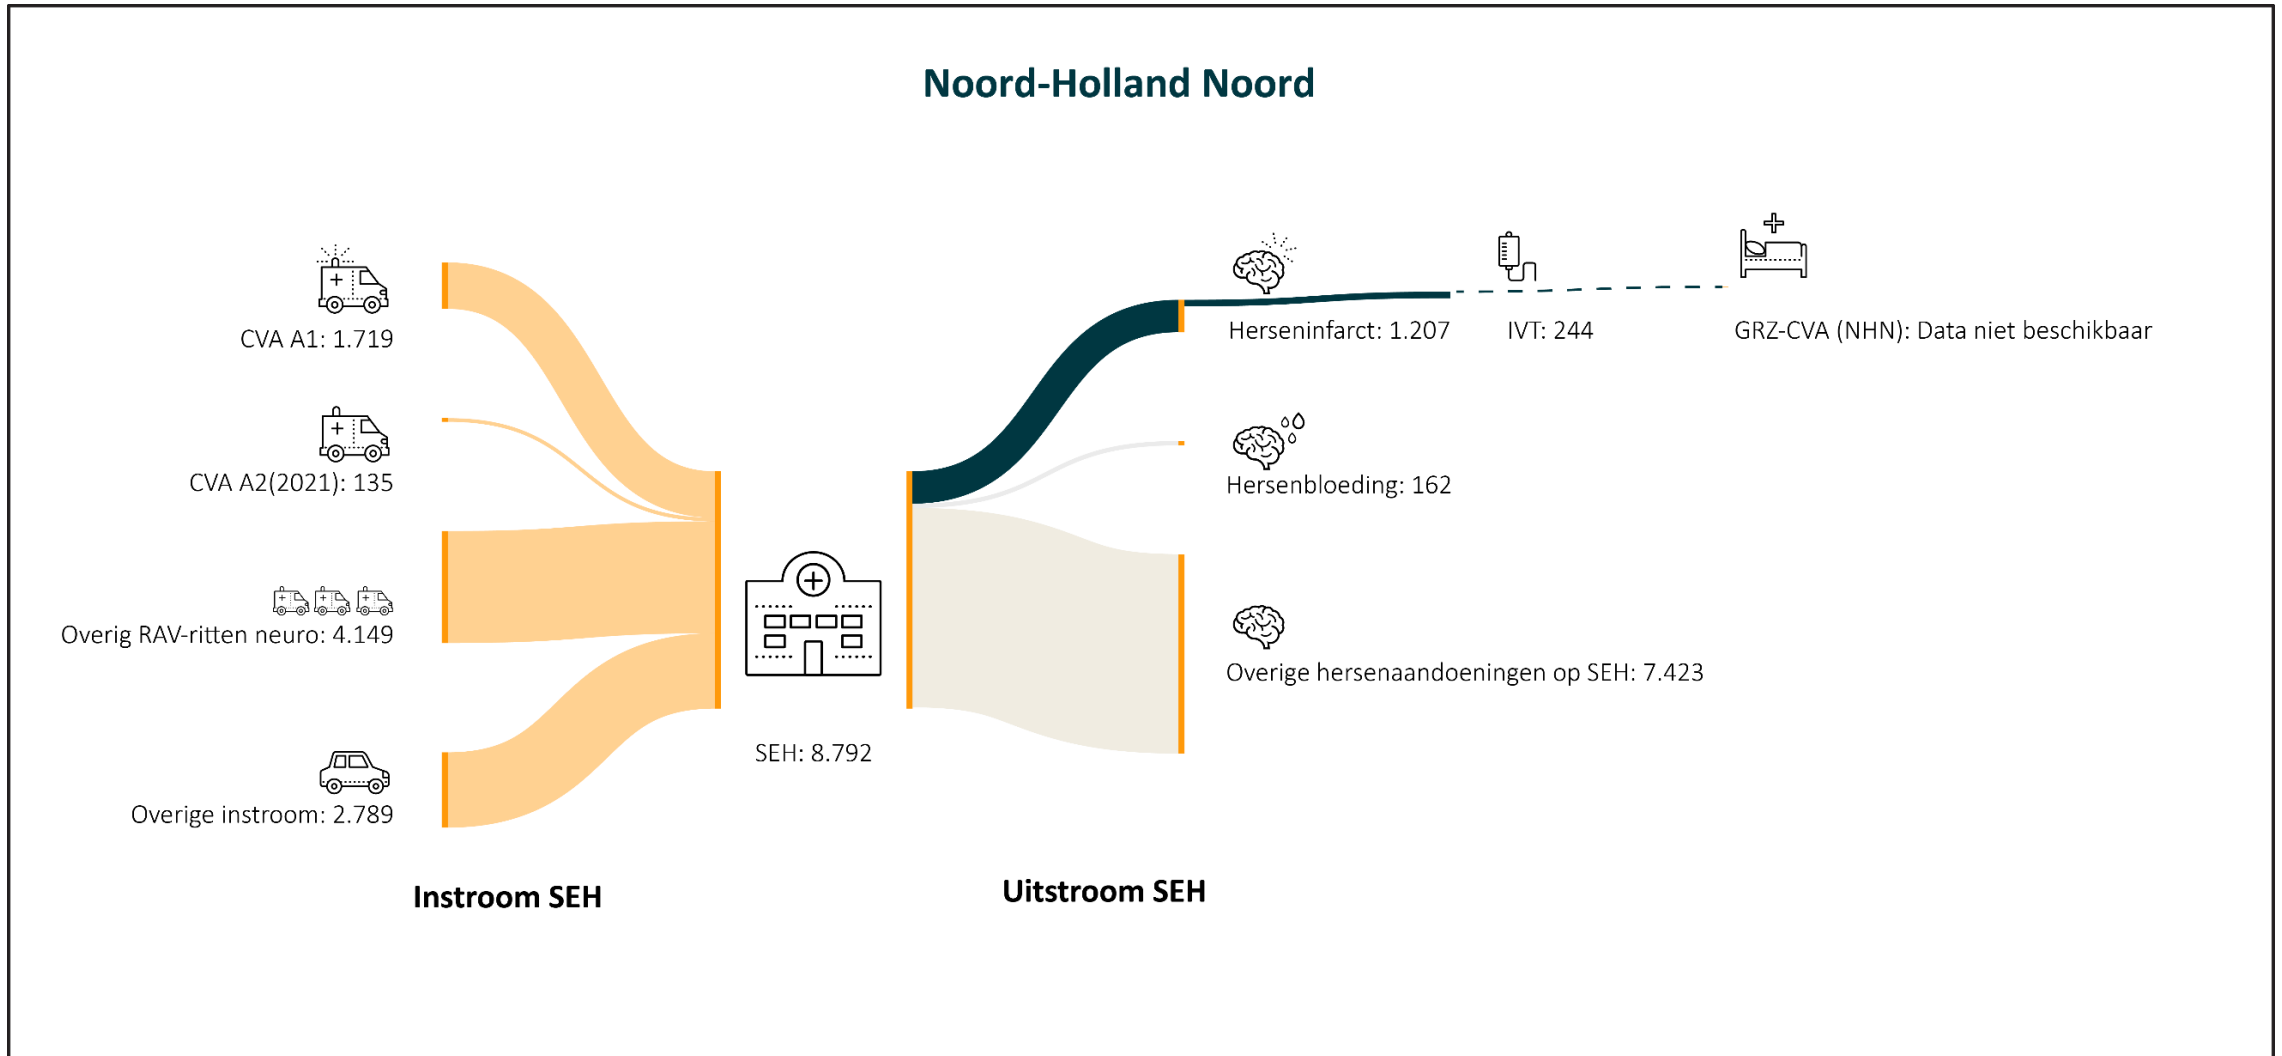 Noord-Holland Noord
CVA A1: 1.719
CVA A2(2021): 135
Overig RAV-ritten neuro: 4.149
Overige instroom: 2.789
Instroom SEH
SEH: 8.792
Herseninfarct: 1.207
IVT: 244
GRZ-CVA (NHN): Data niet beschikbaar
Hersenbloeding: 162
Overige hersenaandoeningen op SEH: 7.423
Uitstroom SEH